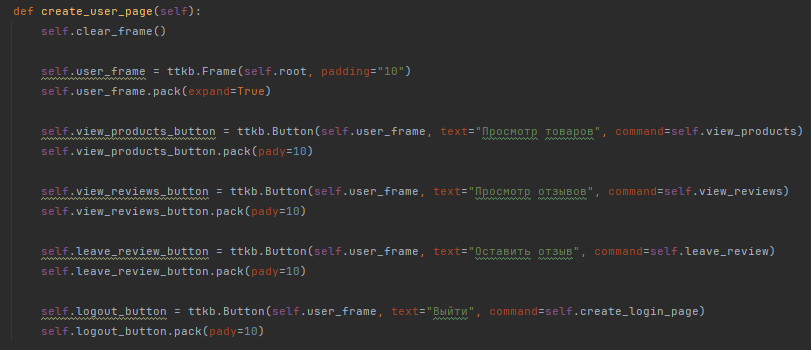 def create_user_page(self):
self.clear_frame()
self.user_frame = ttkb.Frame(self.root, padding="10")
self.user_frame.pack(expand=True)
self.view_products_button = ttkb.Button(self.user_frame, text="Просмотр товаров", command=self.view_products)
self.view_products_button.pack(pady=10)
self.view_reviews_button = ttkb.Button(self.user_frame, text="Просмотр отзывов", command=self.view_reviews)
self.view_reviews_button.pack(pady=10)
self.leave_review_button = ttkb.Button(self.user_frame, text="Оставить отзыв", command=self.leave_review)
self.leave_review_button.pack(pady=10)
self.logout_button = ttkb.Button(self.user_frame, text="Выйти", command=self.create_login_page)
self.logout_button.pack(pady=10)